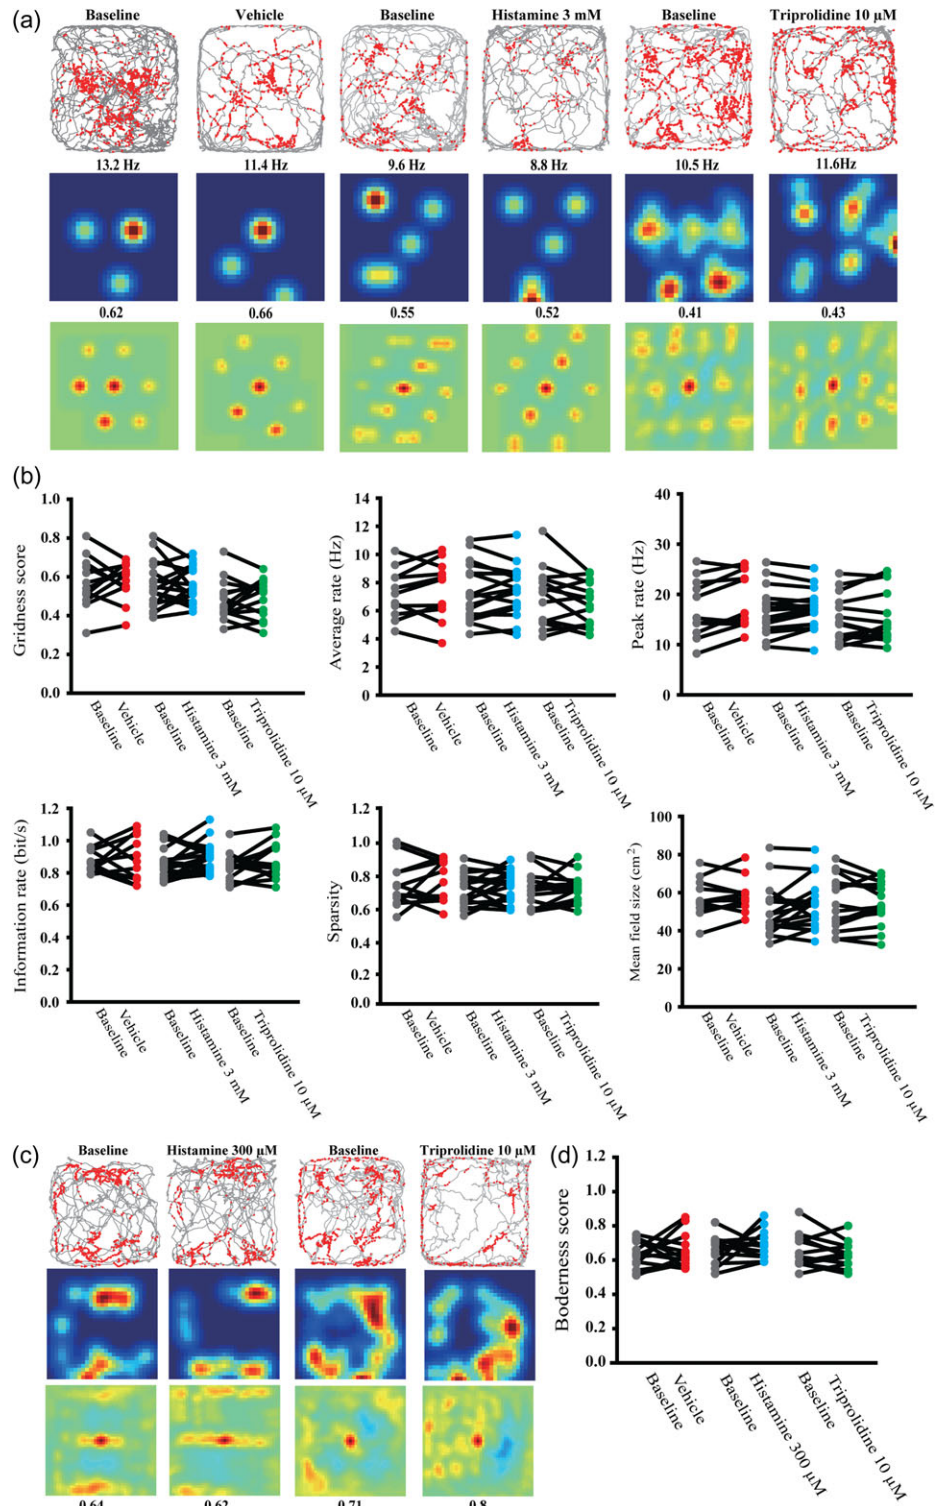 (a)
Baseline Vehicle Baseline Histamine 3 mM Baseline Triprolidine 10 µM
13.2 Hz 11.4 Hz 9.6 Hz 8.8 Hz 10.5 Hz 11.6Hz
0.62 0.66 0.55 0.52 0.41 0.43
(b)
Gridness score
1.0
0.8
0.6
0.4
0.2
0.0
Baseline
Vehicle
Baseline
Histamine 3 mM
Baseline
Triprolidine 10 µM
Average rate (Hz)
14
12
10
8
6
4
2
0
Baseline
Vehicle
Baseline
Histamine 3 mM
Baseline
Triprolidine 10 µM
Peak rate (Hz)
40
30
20
10
0
Baseline
Vehicle
Baseline
Histamine 3 mM
Baseline
Triprolidine 10 µM
Information rate (bit/s)
1.2
1.0
0.8
0.6
0.4
0.2
0.0
Baseline
Vehicle
Baseline
Histamine 3 mM
Baseline
Triprolidine 10 µM
Sparsity
1.2
1.0
0.8
0.6
0.4
0.2
0.0
Baseline
Vehicle
Baseline
Histamine 3 mM
Baseline
Triprolidine 10 µM
Mean field size (cm²)
100
80
60
40
20
0
Baseline
Vehicle
Baseline
Histamine 3 mM
Baseline
Triprolidine 10 µM
(c)
Baseline Histamine 300 µM Baseline Triprolidine 10 µM
0.64 0.62 0.71 0.8
(d)
Boderness score
1.2
1.0
0.8
0.6
0.4
0.2
0.0
Baseline
Vehicle
Baseline
Histamine 300 µM
Baseline
Triprolidine 10 µM